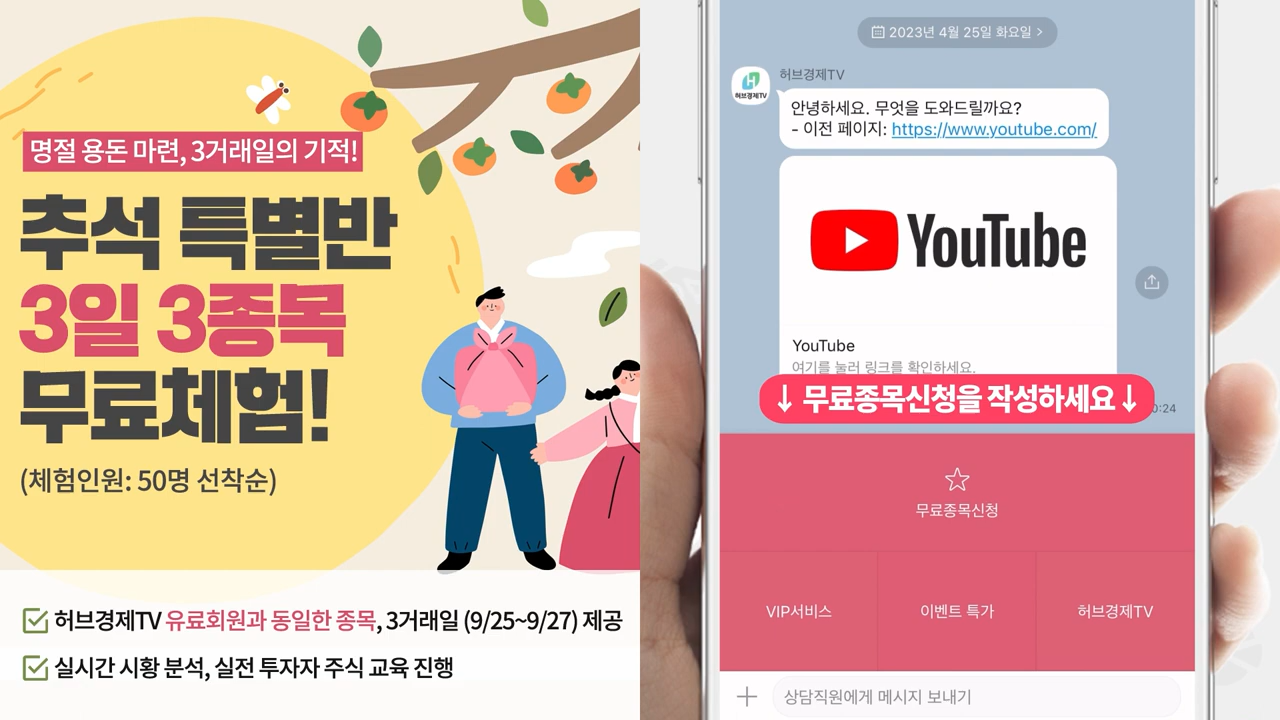 명절 용돈 마련, 3거래일의 기적!
추석 특별반
3일 3종목
무료체험!
(체험인원: 50명 선착순)
허브경제TV 유료회원과 동일한 종목, 3거래일 (9/25~9/27) 제공
실시간 시황 분석, 실전 투자자 주식 교육 진행
2023년 4월 25일 화요일 >
허브경제TV
허브경제TV
안녕하세요. 무엇을 도와드릴까요?
- 이전 페이지: https://www.youtube.com/
YouTube
YouTube
여기를 눌러 링크를 확인하세요.
↓ 무료종목신청을 작성하세요 ↓
0:24
무료종목신청
VIP서비스
이벤트 특가
허브경제TV
상담직원에게 메시지 보내기